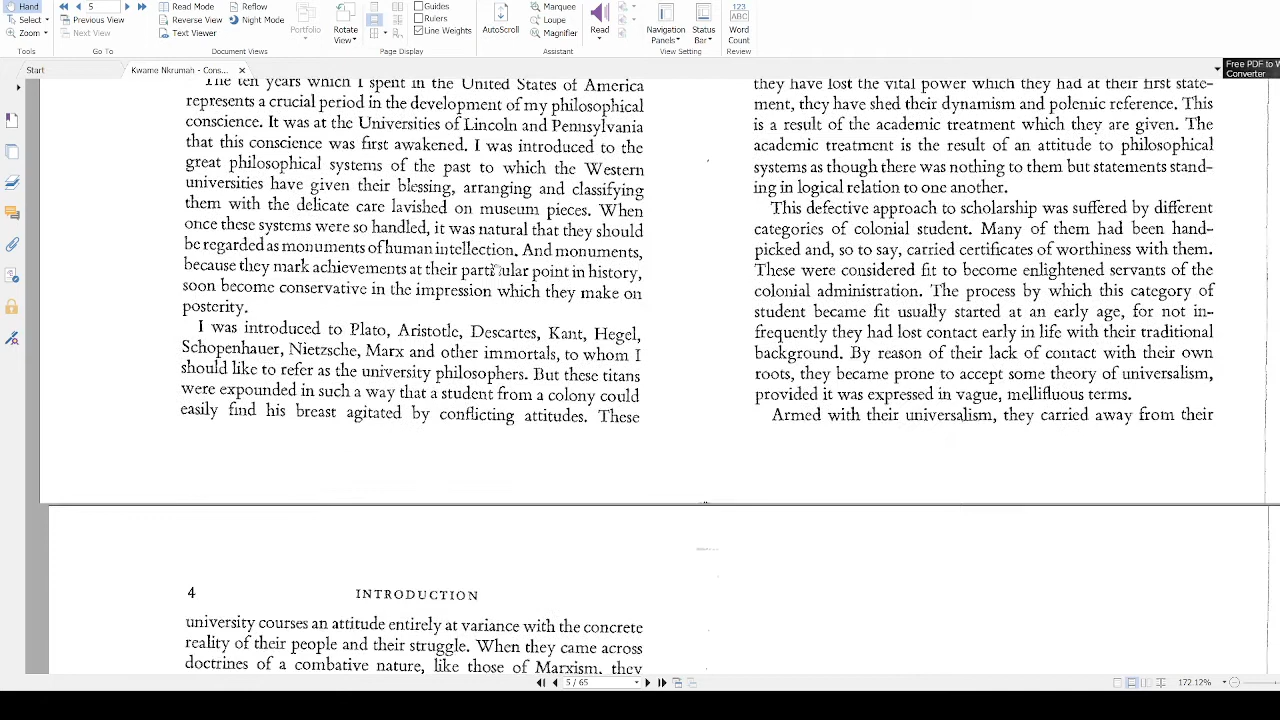 Hand
Select
Zoom
Tools
5
Previous View
Next View
Go To
Read Mode
Reverse View
Text Viewer
Reflow
Night Mode
Document Views
Portfolio
Rotate
View
Guides
Rulers
Line Weights
Page Display
AutoScroll
Marquee
Loupe
Magnifier
Assistant
Read
Navigation
Panels
Status
Bar
View Setting
123
ABC
Word
Count
Review
Start
Kwame Nkrumah - Cons...
Free PDF to W
Converter
The ten years which I spent in the United States of America
represents a crucial period in the development of my philosophical
conscience. It was at the Universities of Lincoln and Pennsylvania
that this conscience was first awakened. I was introduced to the
great philosophical systems of the past to which the Western
universities have given their blessing, arranging and classifying
them with the delicate care lavished on museum pieces. When
once these systems were so handled, it was natural that they should
be regarded as monuments of human intellection. And monuments,
because they mark achievements at their particular point in history,
soon become conservative in the impression which they make on
posterity.
I was introduced to Plato, Aristotle, Descartes, Kant, Hegel,
Schopenhauer, Nietzsche, Marx and other immortals, to whom I
should like to refer as the university philosophers. But these titans
were expounded in such a way that a student from a colony could
easily find his breast agitated by conflicting attitudes. These
they have lost the vital power which they had at their first state-
ment, they have shed their dynamism and polemic reference. This
is a result of the academic treatment which they are given. The
academic treatment is the result of an attitude to philosophical
systems as though there was nothing to them but statements stand-
ing in logical relation to one another.
This defective approach to scholarship was suffered by different
categories of colonial student. Many of them had been hand-
picked and, so to say, carried certificates of worthiness with them.
These were considered fit to become enlightened servants of the
colonial administration. The process by which this category of
student became fit usually started at an early age, for not in-
frequently they had lost contact early in life with their traditional
background. By reason of their lack of contact with their own
roots, they became prone to accept some theory of universalism,
provided it was expressed in vague, mellifluous terms.
Armed with their universalism, they carried away from their
4
INTRODUCTION
university courses an attitude entirely at variance with the concrete
reality of their people and their struggle. When they came across
doctrines of a combative nature, like those of Marxism, they
5 / 65
172.12%